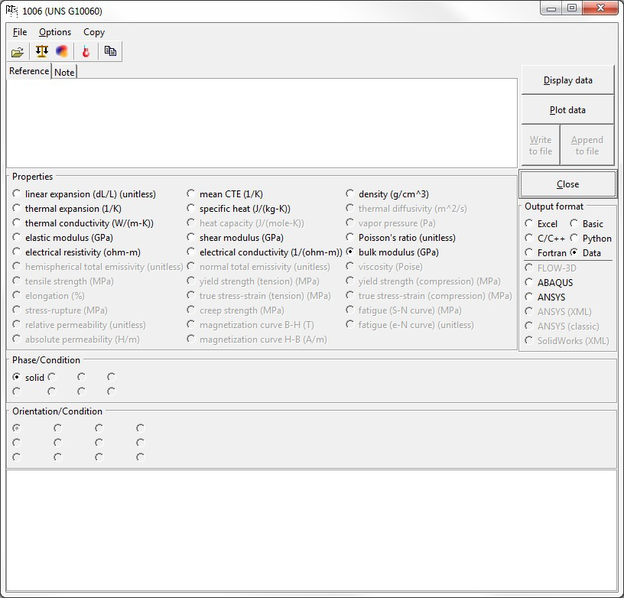 1006 (UNS G10060)
File Options Copy
Reference Note
Display data
Plot data
Write to file
Append to file
Close
Properties
linear expansion (dL/L) (unitless) mean CTE (1/K) density (g/cm^3)
thermal expansion (1/K) specific heat (J/(kg-K)) thermal diffusivity (m^2/s)
thermal conductivity (W/(m-K)) heat capacity (J/(mole-K)) vapor pressure (Pa)
elastic modulus (GPa) shear modulus (GPa) Poisson's ratio (unitless)
electrical resistivity (ohm-m) electrical conductivity (1/(ohm-m)) bulk modulus (GPa)
hemispherical total emissivity (unitless) normal total emissivity (unitless) viscosity (Poise)
tensile strength (MPa) yield strength (tension) (MPa) yield strength (compression) (MPa)
elongation (%) true stress-strain (tension) (MPa) true stress-strain (compression) (MPa)
stress-rupture (MPa) creep strength (MPa) fatigue (S-N curve) (MPa)
relative permeability (unitless) magnetization curve B-H (T) fatigue (e-N curve) (unitless)
absolute permeability (H/m) magnetization curve H-B (A/m)
Output format
Excel Basic
C/C++ Python
Fortran Data
FLOW-3D
ABAQUS
ANSYS
ANSYS (XML)
ANSYS (classic)
SolidWorks (XML)
Phase/Condition
solid
Orientation/Condition